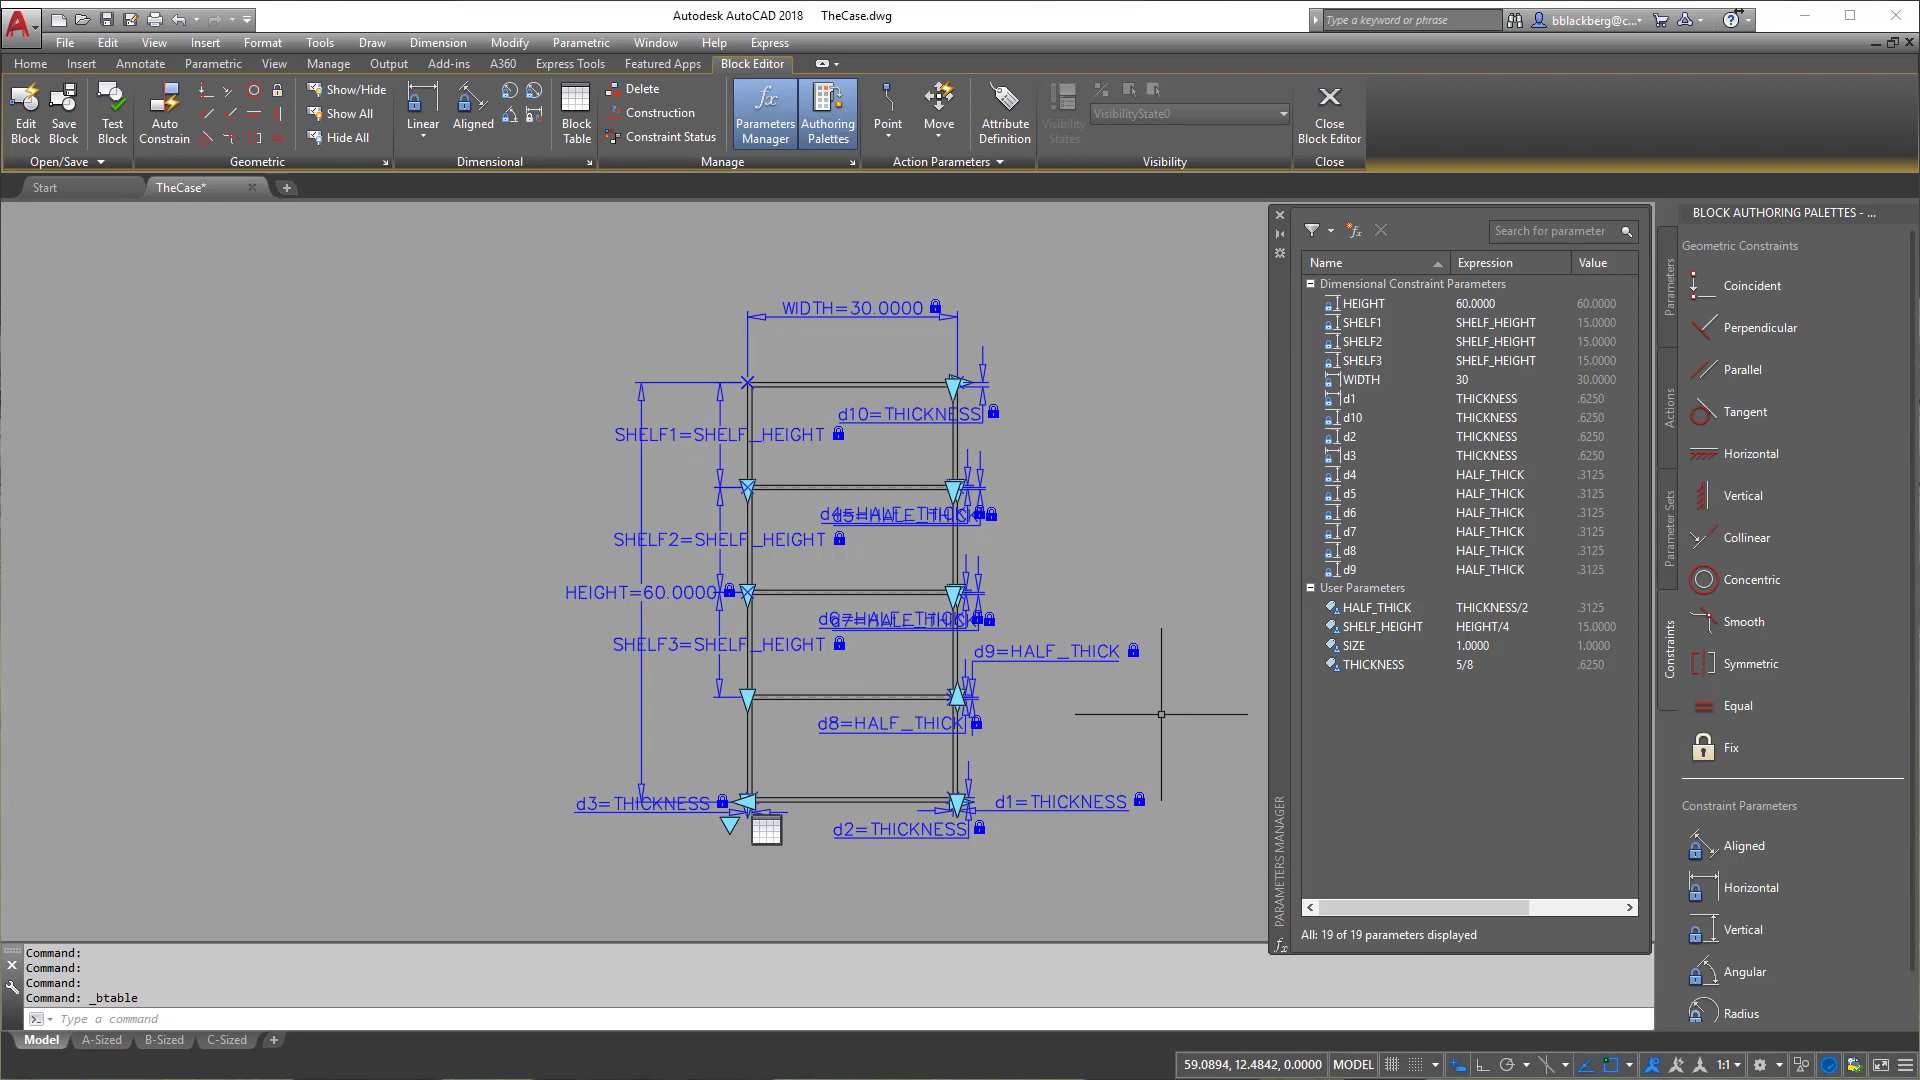 Autodesk AutoCAD 2018 TheCase.dwg
Type a keyword or phrase
bblackberg@c...
File Edit View Insert Format Tools Draw Dimension Modify Parametric Window Help Express
Home Insert Annotate Parametric View Manage Output Add-ins A360 Express Tools Featured Apps Block Editor
Edit Block
Save Block
Test Block
Auto Constrain
Show/Hide
Show All
Hide All
Linear
Aligned
Block Table
Delete
Construction
Constraint Status
Parameters Manager
Authoring Palettes
Point
Move
Attribute Definition
Visibility States
VisibilityState0
Close Block Editor
Open/Save
Geometric
Dimensional
Manage
Action Parameters
Visibility
Close
Start
TheCase*
WIDTH=30.0000
d10=THICKNESS
SHELF1=SHELF_HEIGHT
d4=HALF_THICK
d5=HALF_THICK
SHELF2=SHELF_HEIGHT
HEIGHT=60.0000
d6=HALF_THICK
d7=HALF_THICK
SHELF3=SHELF_HEIGHT
d9=HALF_THICK
d8=HALF_THICK
d3=THICKNESS
d1=THICKNESS
d2=THICKNESS
PARAMETERS MANAGER
Search for parameter
Name Expression Value
Dimensional Constraint Parameters
HEIGHT 60.0000 60.0000
SHELF1 SHELF_HEIGHT 15.0000
SHELF2 SHELF_HEIGHT 15.0000
SHELF3 SHELF_HEIGHT 15.0000
WIDTH 30 30.0000
d1 THICKNESS .6250
d10 THICKNESS .6250
d2 THICKNESS .6250
d3 THICKNESS .6250
d4 HALF_THICK .3125
d5 HALF_THICK .3125
d6 HALF_THICK .3125
d7 HALF_THICK .3125
d8 HALF_THICK .3125
d9 HALF_THICK .3125
User Parameters
HALF_THICK THICKNESS/2 .3125
SHELF_HEIGHT HEIGHT/4 15.0000
SIZE 1.0000 1.0000
THICKNESS 5/8 .6250
All: 19 of 19 parameters displayed
BLOCK AUTHORING PALETTES - ...
Parameters
Actions
Parameter Sets
Constraints
Geometric Constraints
Coincident
Perpendicular
Parallel
Tangent
Horizontal
Vertical
Collinear
Concentric
Smooth
Symmetric
Equal
Fix
Constraint Parameters
Aligned
Horizontal
Vertical
Angular
Radius
Command:
Command:
Command:
Command: _btable
Type a command
Model A-Sized B-Sized C-Sized
59.0894, 12.4842, 0.0000 MODEL 1:1